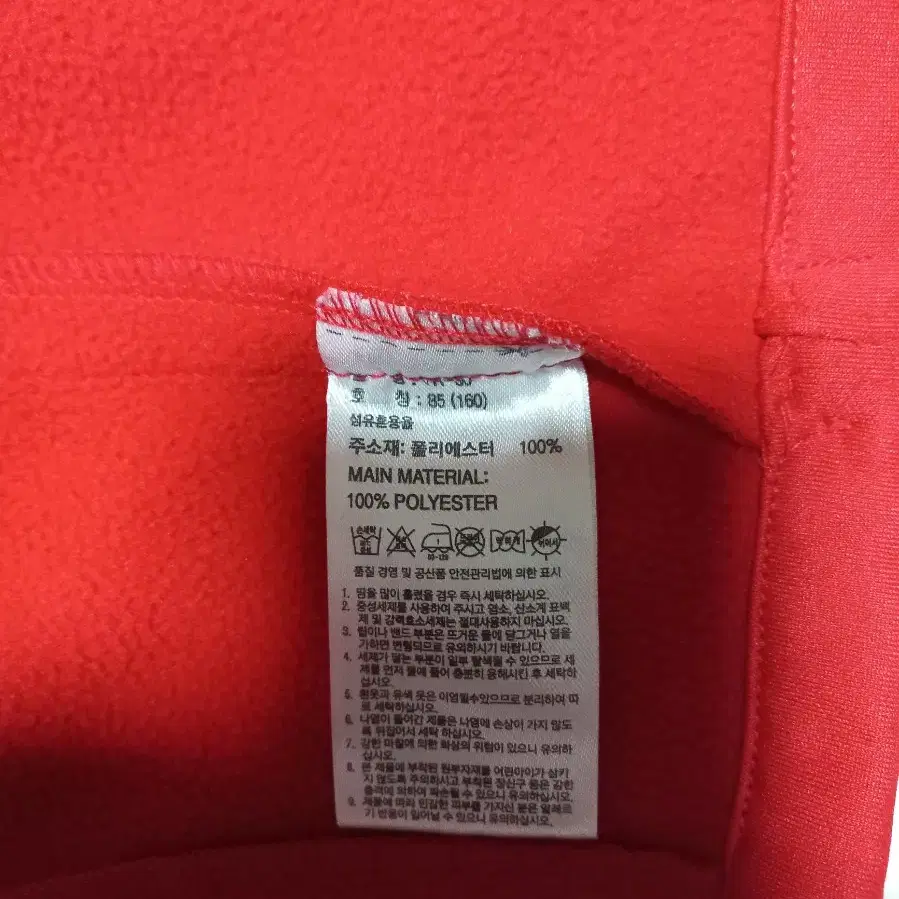 호 칭 : 85 (160)
섬유혼용율
주소재: 폴리에스터 100%
MAIN MATERIAL:
100% POLYESTER
손세탁
80-120
품질 경영 및 공산품 안전관리법에 의한 표시
1. 땀을 많이 흘렸을 경우 즉시 세탁하십시오.
2. 중성세제를 사용하여 주시고 염소, 산소계 표백
제 및 강력효소세제는 절대사용하지 마십시오.
3. 립이나 밴드 부분은 뜨거운 물에 담그거나 열을
가하면 변형되므로 유의하시기 바랍니다.
4. 세제가 닿는 부분이 일부 탈색될 수 있으므로 세
제를 먼저 물에 풀어 충분히 용해시킨 후 세탁하
십시오.
5. 흰옷과 유색 옷은 이염될수있으므로 분리하여 따
로 세탁하십시오.
6. 나염이 들어간 제품은 나염에 손상이 가지 않도
록 뒤집어서 세탁 하십시오.
7. 강한 마찰에 의한 화상의 위험이 있으니 유의하
십시오.
8. 본 제품에 부착된 원부자재를 어린아이가 삼키
지 않도록 주의하시고 부착된 장신구 등은 강한
충격에 의하여 파손될 수 있으니 유의하십시오.
9. 제품에 따라 민감한 피부를 가지신 분은 알레르
기 반응이 일어날 수 있으니 유의하십시오.